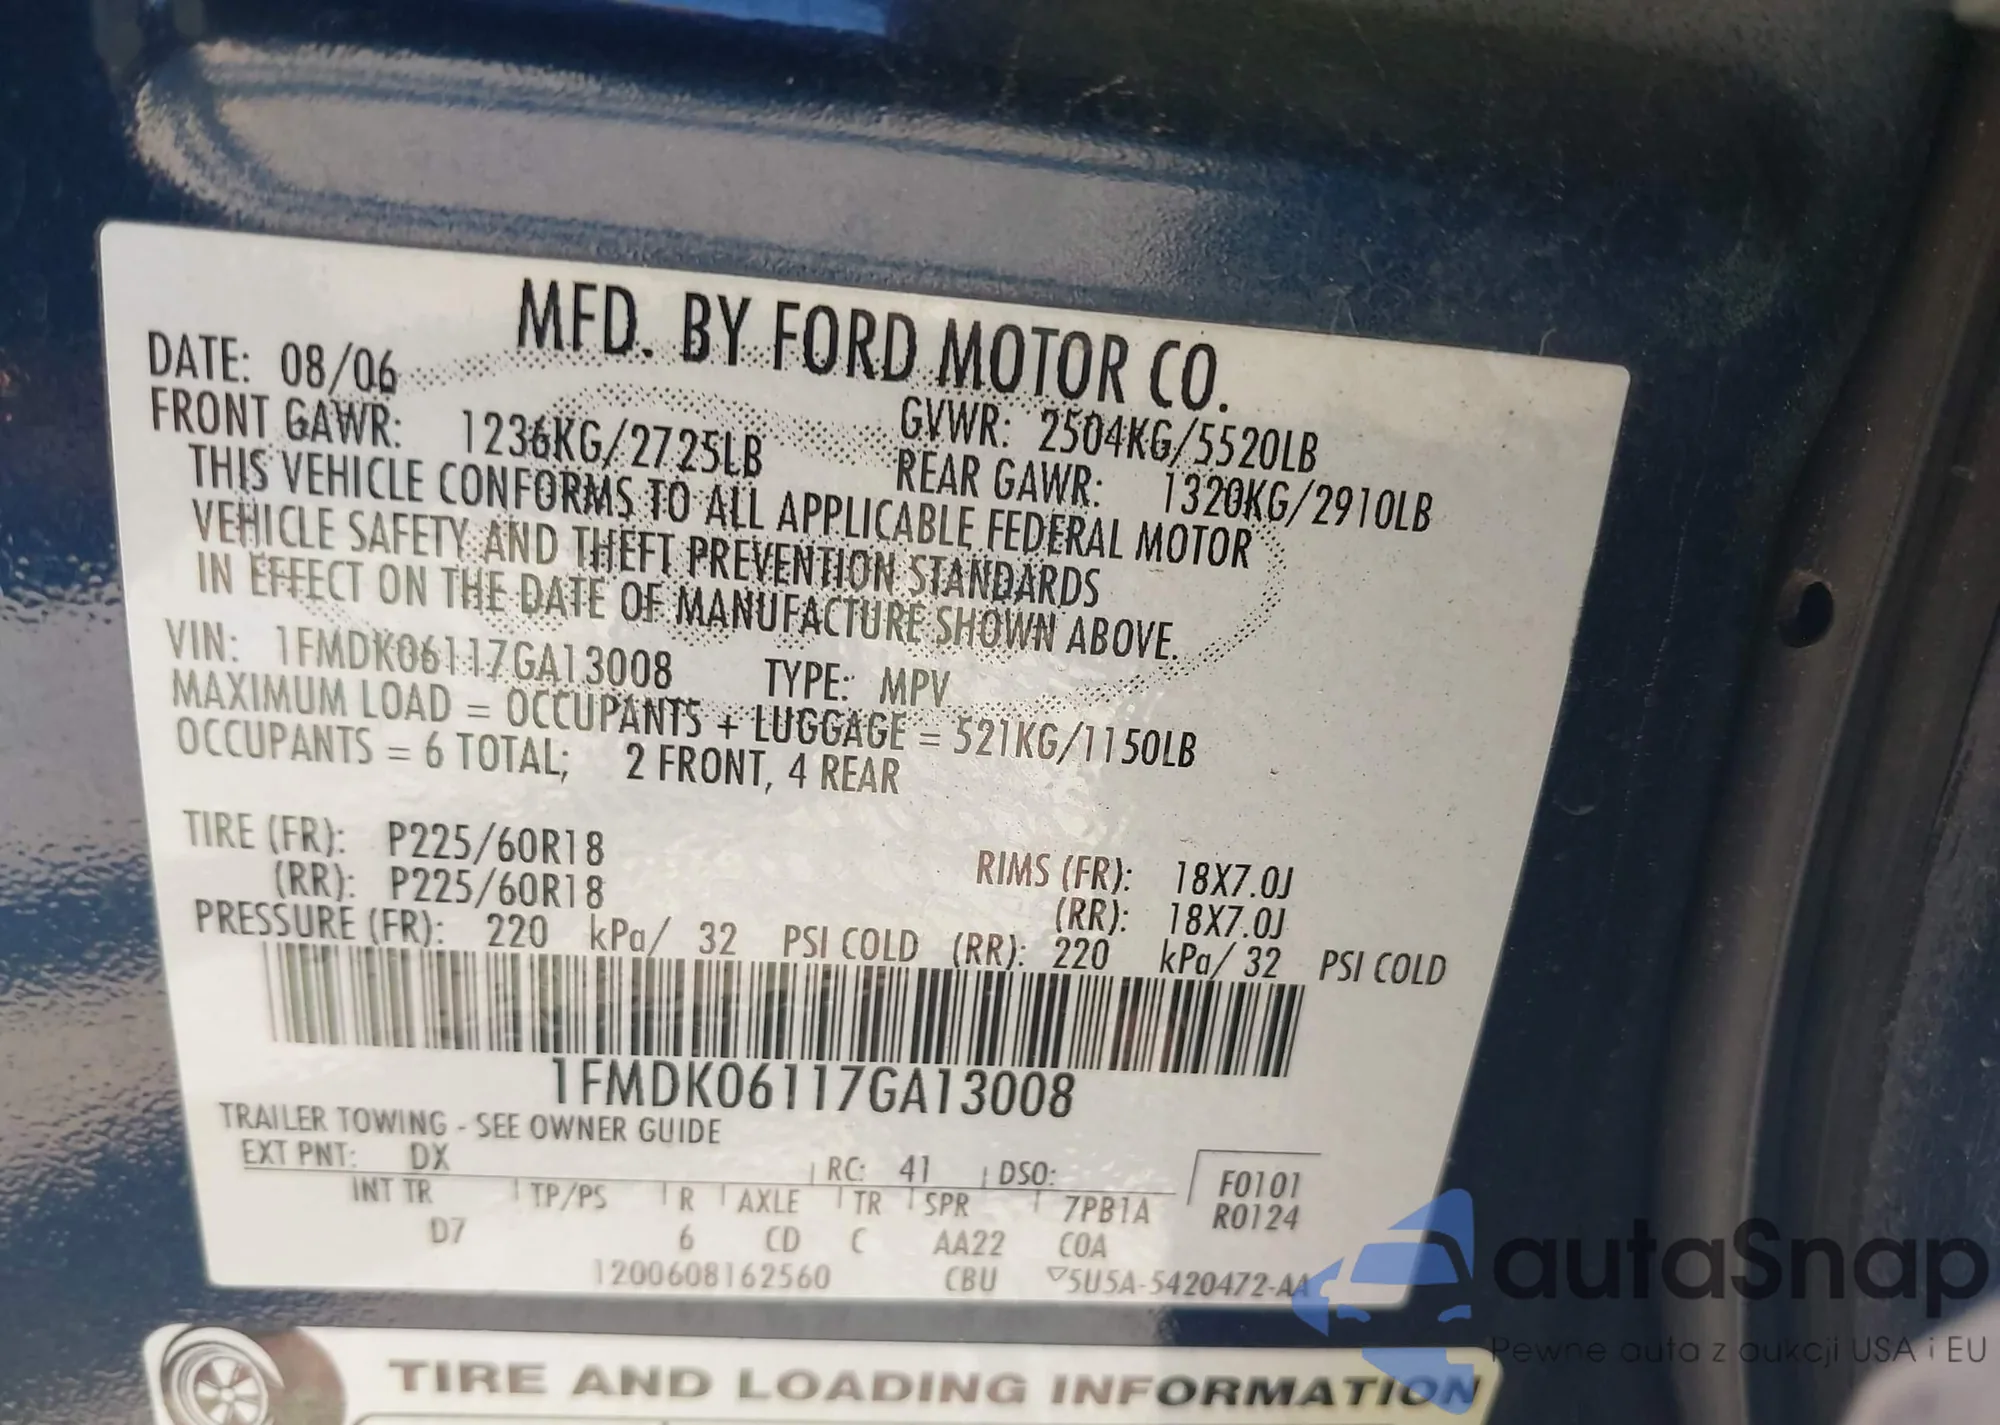 MFD. BY FORD MOTOR CO.
DATE: 08/06 GVWR: 2504KG/5520LB
FRONT GAWR: 1236KG/2725LB REAR GAWR: 1320KG/2910LB
THIS VEHICLE CONFORMS TO ALL APPLICABLE FEDERAL MOTOR
VEHICLE SAFETY AND THEFT PREVENTION STANDARDS
IN EFFECT ON THE DATE OF MANUFACTURE SHOWN ABOVE.
VIN: 1FMDK06117GA13008 TYPE: MPV
MAXIMUM LOAD = OCCUPANTS + LUGGAGE = 521KG/1150LB
OCCUPANTS = 6 TOTAL; 2 FRONT, 4 REAR
TIRE (FR): P225/60R18 RIMS (FR): 18X7.0J
(RR): P225/60R18 (RR): 18X7.0J
PRESSURE (FR): 220 kPa/ 32 PSI COLD (RR): 220 kPa/ 32 PSI COLD
1FMDK06117GA13008
TRAILER TOWING - SEE OWNER GUIDE
EXT PNT: DX RC: 41 DSO: F0101
INT TR TP/PS R AXLE TR SPR 7PB1A R0124
D7 6 CD C AA22 COA
1200608162560 CBU ▽5U5A-5420472-AA
TIRE AND LOADING INFORMATION
autaSnap
Pewne auta z aukcji USA i EU